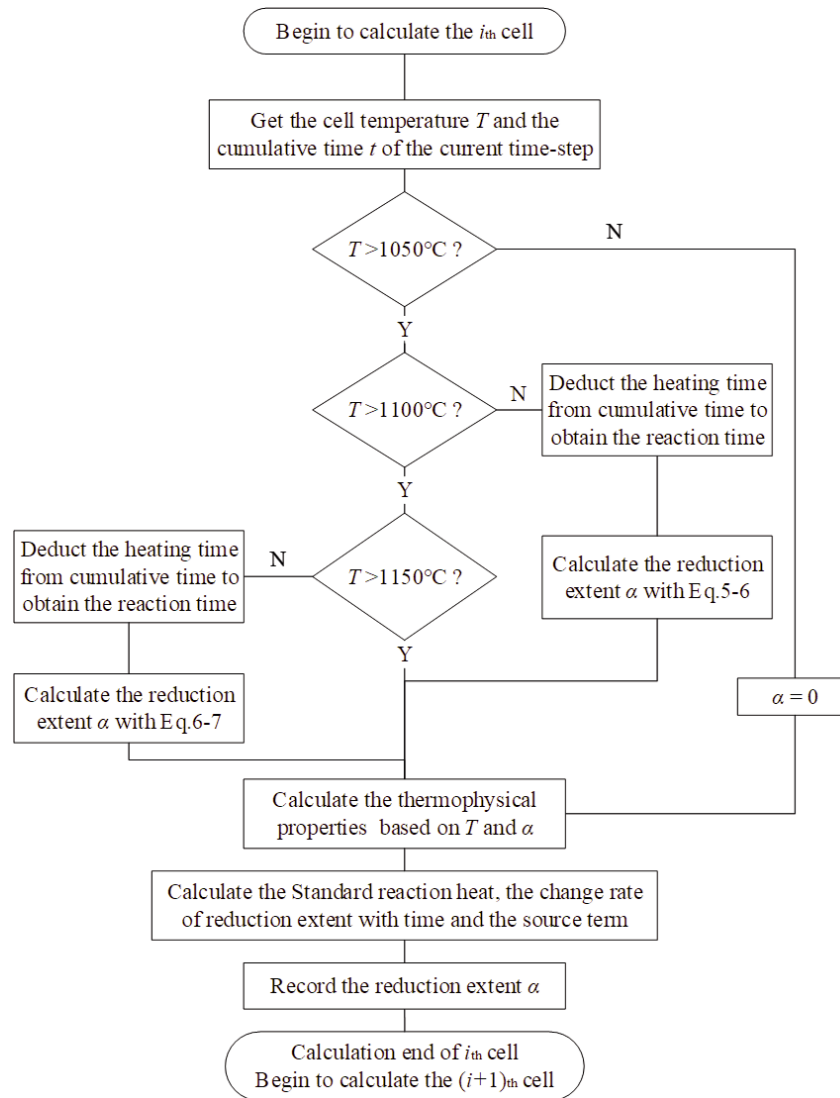 Begin to calculate the ith cell
Get the cell temperature T and the
cumulative time t of the current time-step
T>1050°C ?
N
Y
T>1100°C ?
N
Deduct the heating time
from cumulative time to
obtain the reaction time
Y
Deduct the heating time
from cumulative time to
obtain the reaction time
N
T>1150°C ?
Calculate the reduction
extent α with Eq.5-6
Y
Calculate the reduction
extent α with Eq.6-7
α = 0
Calculate the thermophysical
properties based on T and α
Calculate the Standard reaction heat, the change rate
of reduction extent with time and the source term
Record the reduction extent α
Calculation end of ith cell
Begin to calculate the (i+1)th cell